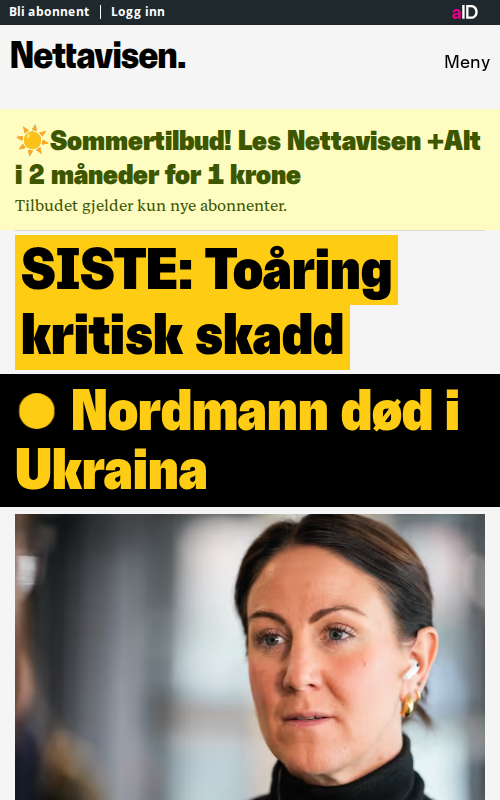 Bli abonnent
Logg inn
aID
Nettavisen.
Meny
☀️Sommertilbud! Les Nettavisen +Alt
i 2 måneder for 1 krone
Tilbudet gjelder kun nye abonnenter.
SISTE: Toåring
kritisk skadd
Nordmann død i
Ukraina